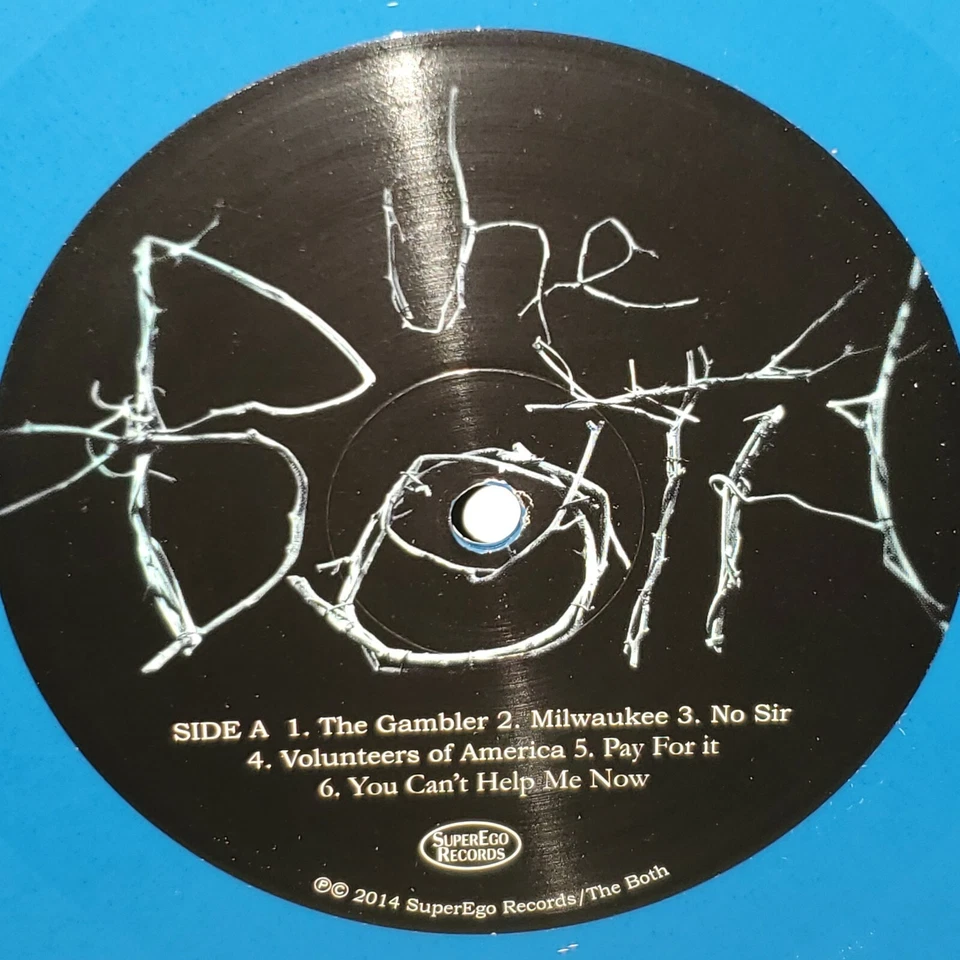 the
BOTH
SIDE A 1. The Gambler 2. Milwaukee 3. No Sir
4. Volunteers of America 5. Pay For it
6. You Can't Help Me Now
SUPEREGO
RECORDS
℗© 2014 SuperEgo Records/The Both